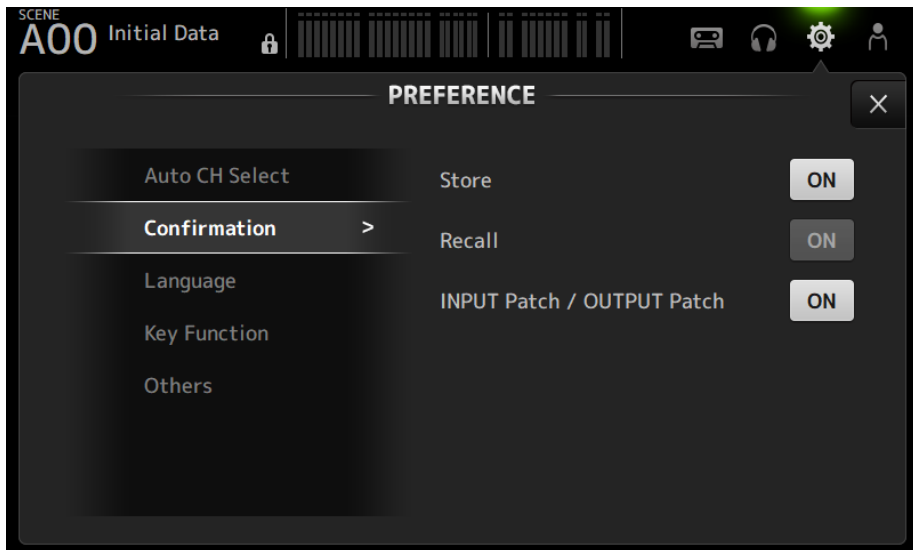 SCENE
A00 Initial Data
PREFERENCE
Auto CH Select
Store ON
Confirmation >
Recall ON
Language
INPUT Patch / OUTPUT Patch ON
Key Function
Others